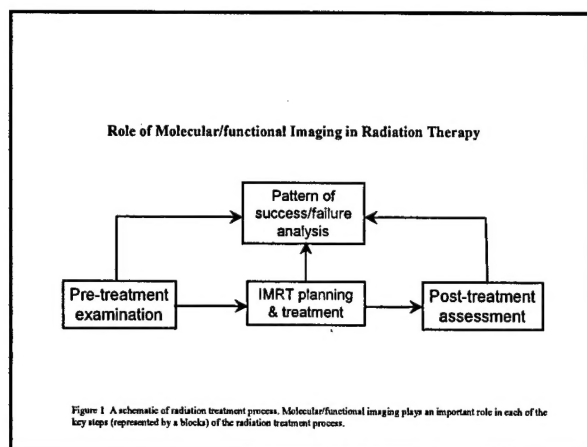 Role of Molecular/functional Imaging in Radiation Therapy
Pattern of
success/failure
analysis
Pre-treatment
examination
IMRT planning
& treatment
Post-treatment
assessment
Figure 1 A schematic of radiation treatment process. Molecular/functional imaging plays an important role in each of the
key steps (represented by a blocks) of the radiation treatment process.